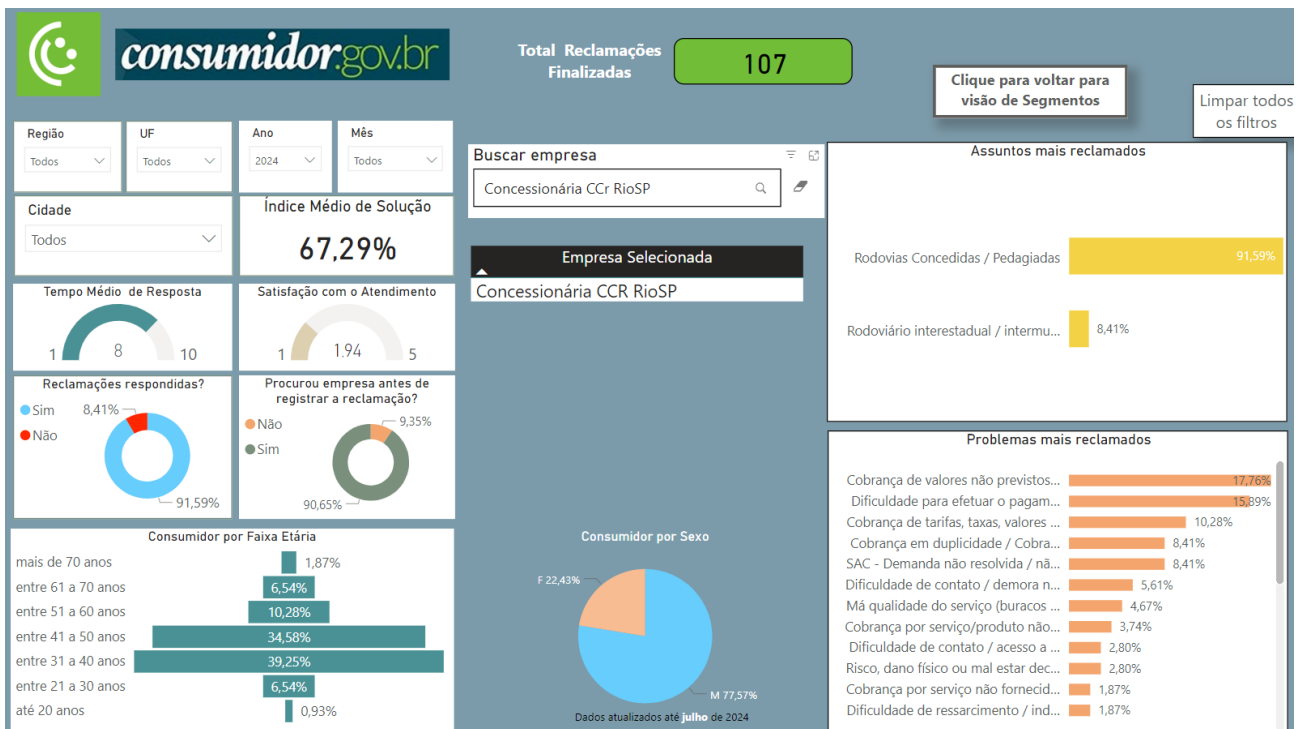 consumidor.gov.br
Total Reclamações
Finalizadas
107
Clique para voltar para
visão de Segmentos
Limpar todos
os filtros
Região
Todos
UF
Todos
Ano
2024
Mês
Todos
Cidade
Todos
Índice Médio de Solução
67,29%
Buscar empresa
Concessionária CCr RioSP
Empresa Selecionada
Concessionária CCR RioSP
Tempo Médio de Resposta
1
8
10
Satisfação com o Atendimento
1
1.94
5
Reclamações respondidas?
Sim
Não
8,41%
91,59%
Procurou empresa antes de
registrar a reclamação?
Não
Sim
9,35%
90,65%
Consumidor por Faixa Etária
mais de 70 anos 1,87%
entre 61 a 70 anos 6,54%
entre 51 a 60 anos 10,28%
entre 41 a 50 anos 34,58%
entre 31 a 40 anos 39,25%
entre 21 a 30 anos 6,54%
até 20 anos 0,93%
Consumidor por Sexo
F 22,43%
M 77,57%
Dados atualizados até julho de 2024
Assuntos mais reclamados
Rodovias Concedidas / Pedagiadas 91,59%
Rodoviário interestadual / intermu... 8,41%
Problemas mais reclamados
Cobrança de valores não previstos... 17,76%
Dificuldade para efetuar o pagam... 15,89%
Cobrança de tarifas, taxas, valores ... 10,28%
Cobrança em duplicidade / Cobra... 8,41%
SAC - Demanda não resolvida / nã... 8,41%
Dificuldade de contato / demora n... 5,61%
Má qualidade do serviço (buracos ... 4,67%
Cobrança por serviço/produto não... 3,74%
Dificuldade de contato / acesso a ... 2,80%
Risco, dano físico ou mal estar dec... 2,80%
Cobrança por serviço não fornecid... 1,87%
Dificuldade de ressarcimento / ind... 1,87%